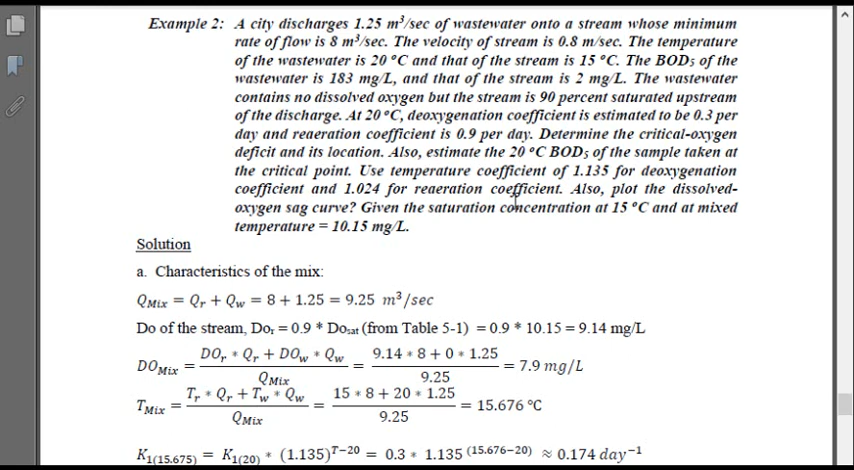 Example 2: A city discharges 1.25 m³/sec of wastewater onto a stream whose minimum
rate of flow is 8 m³/sec. The velocity of stream is 0.8 m/sec. The temperature
of the wastewater is 20 °C and that of the stream is 15 °C. The BOD₅ of the
wastewater is 183 mg/L, and that of the stream is 2 mg/L. The wastewater
contains no dissolved oxygen but the stream is 90 percent saturated upstream
of the discharge. At 20 °C, deoxygenation coefficient is estimated to be 0.3 per
day and reaeration coefficient is 0.9 per day. Determine the critical-oxygen
deficit and its location. Also, estimate the 20 °C BOD₅ of the sample taken at
the critical point. Use temperature coefficient of 1.135 for deoxygenation
coefficient and 1.024 for reaeration coefficient. Also, plot the dissolved-
oxygen sag curve? Given the saturation concentration at 15 °C and at mixed
temperature = 10.15 mg/L.
Solution
a. Characteristics of the mix:
Q_Mix = Q_r + Q_w = 8 + 1.25 = 9.25 m³/sec
Do of the stream, Do_r = 0.9 * Do_sat (from Table 5-1) = 0.9 * 10.15 = 9.14 mg/L
DO_Mix = (DO_r * Q_r + DO_w * Q_w) / Q_Mix = (9.14 * 8 + 0 * 1.25) / 9.25 = 7.9 mg/L
T_Mix = (T_r * Q_r + T_w * Q_w) / Q_Mix = (15 * 8 + 20 * 1.25) / 9.25 = 15.676 °C
K_1(15.675) = K_1(20) * (1.135)^(T−20) = 0.3 * 1.135^(15.676−20) ≈ 0.174 day⁻¹